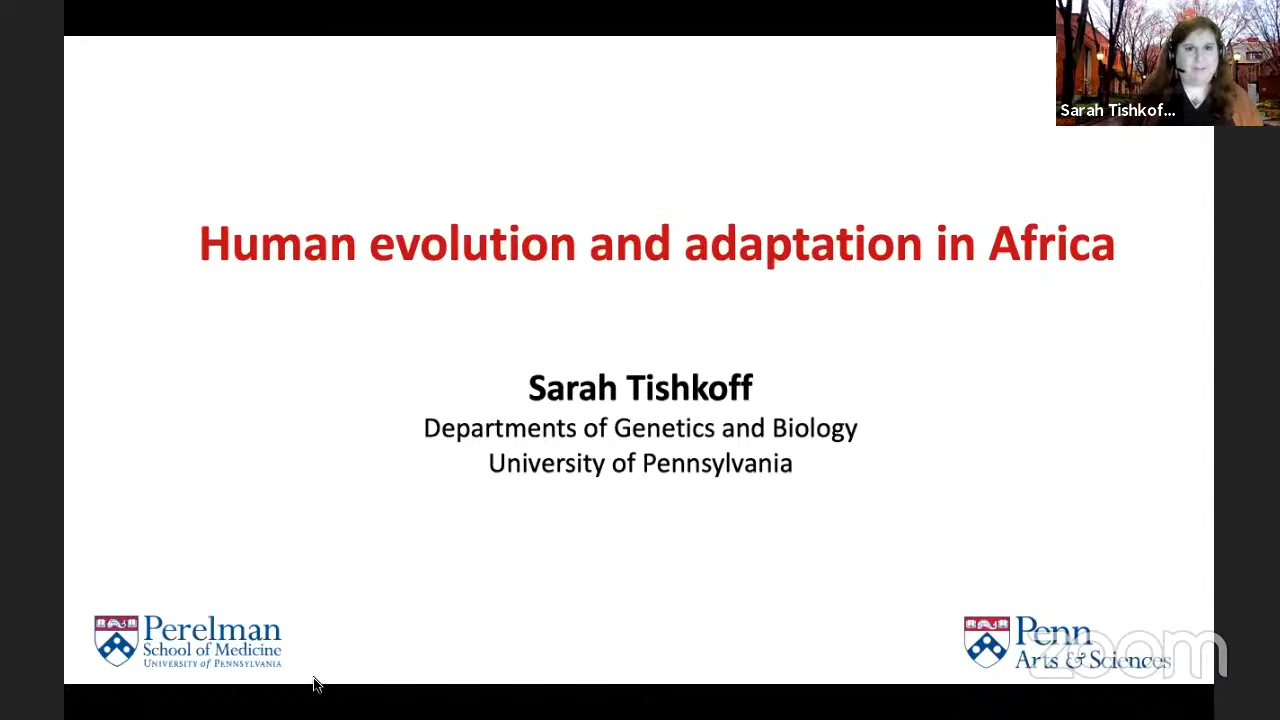 Sarah Tishkof...
Human evolution and adaptation in Africa
Sarah Tishkoff
Departments of Genetics and Biology
University of Pennsylvania
Perelman
School of Medicine
UNIVERSITY of PENNSYLVANIA
Penn
Arts & Sciences
zoom